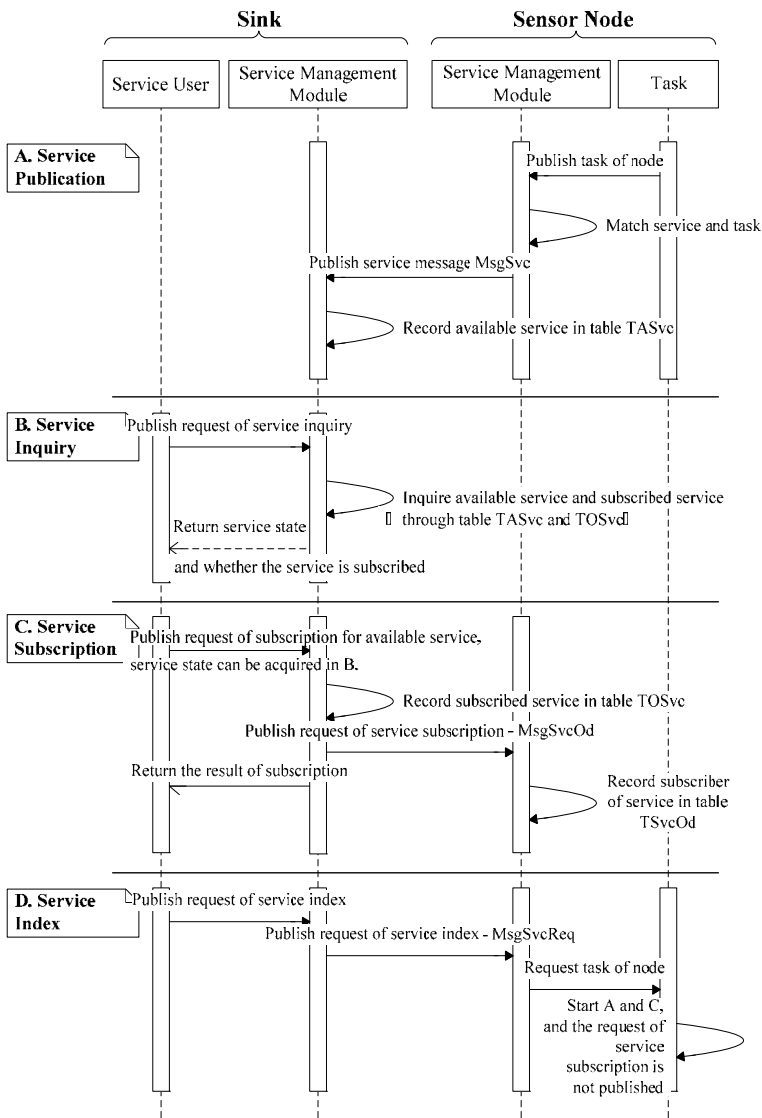 Sink
Sensor Node
Service User
Service Management
Module
Service Management
Module
Task
A. Service
Publication
Publish task of node
Match service and task
Publish service message MsgSvc
Record available service in table TASvc
B. Service
Inquiry
Publish request of service inquiry
Inquire available service and subscribed service
through table TASvc and TOSvc
Return service state
and whether the service is subscribed
C. Service
Subscription
Publish request of subscription for available service,
service state can be acquired in B.
Record subscribed service in table TOSvc
Publish request of service subscription - MsgSvcOd
Return the result of subscription
Record subscriber
of service in table
TSvcOd
D. Service
Index
Publish request of service index
Publish request of service index - MsgSvcReq
Request task of node
Start A and C,
and the request of
service
subscription is
not published